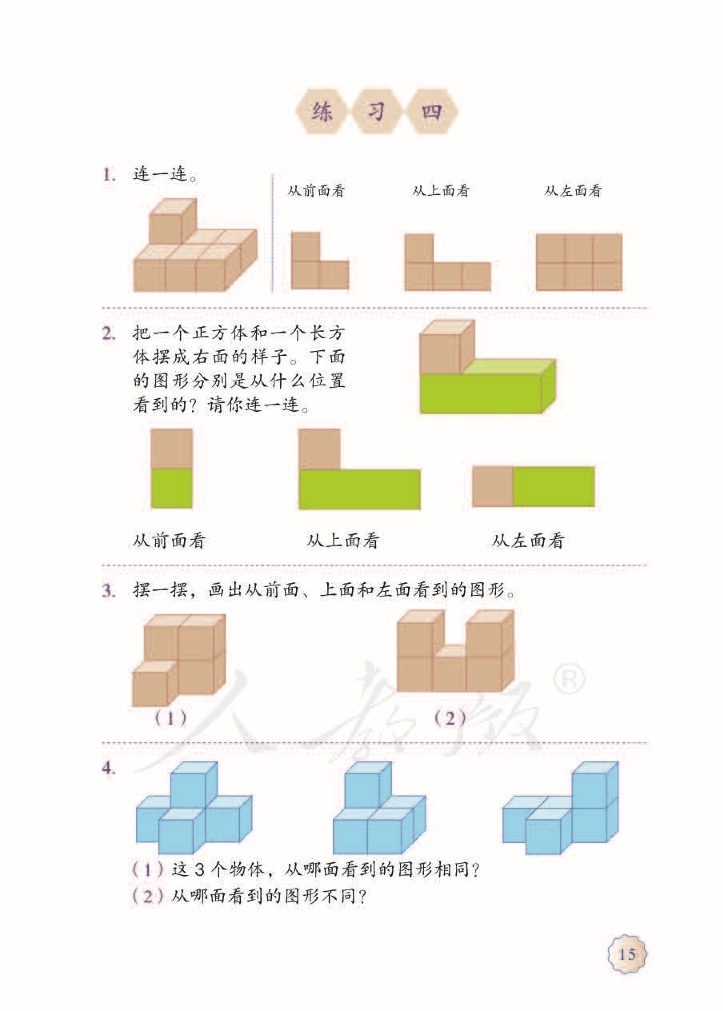 练习四
1. 连一连。
从前面看 从上面看 从左面看
2. 把一个正方体和一个长方
体摆成右面的样子。下面
的图形分别是从什么位置
看到的?请你连一连。
从前面看 从上面看 从左面看
3. 摆一摆,画出从前面、上面和左面看到的图形。
(1) (2)
人教版®
4.
(1)这 3 个物体,从哪面看到的图形相同?
(2)从哪面看到的图形不同?
15